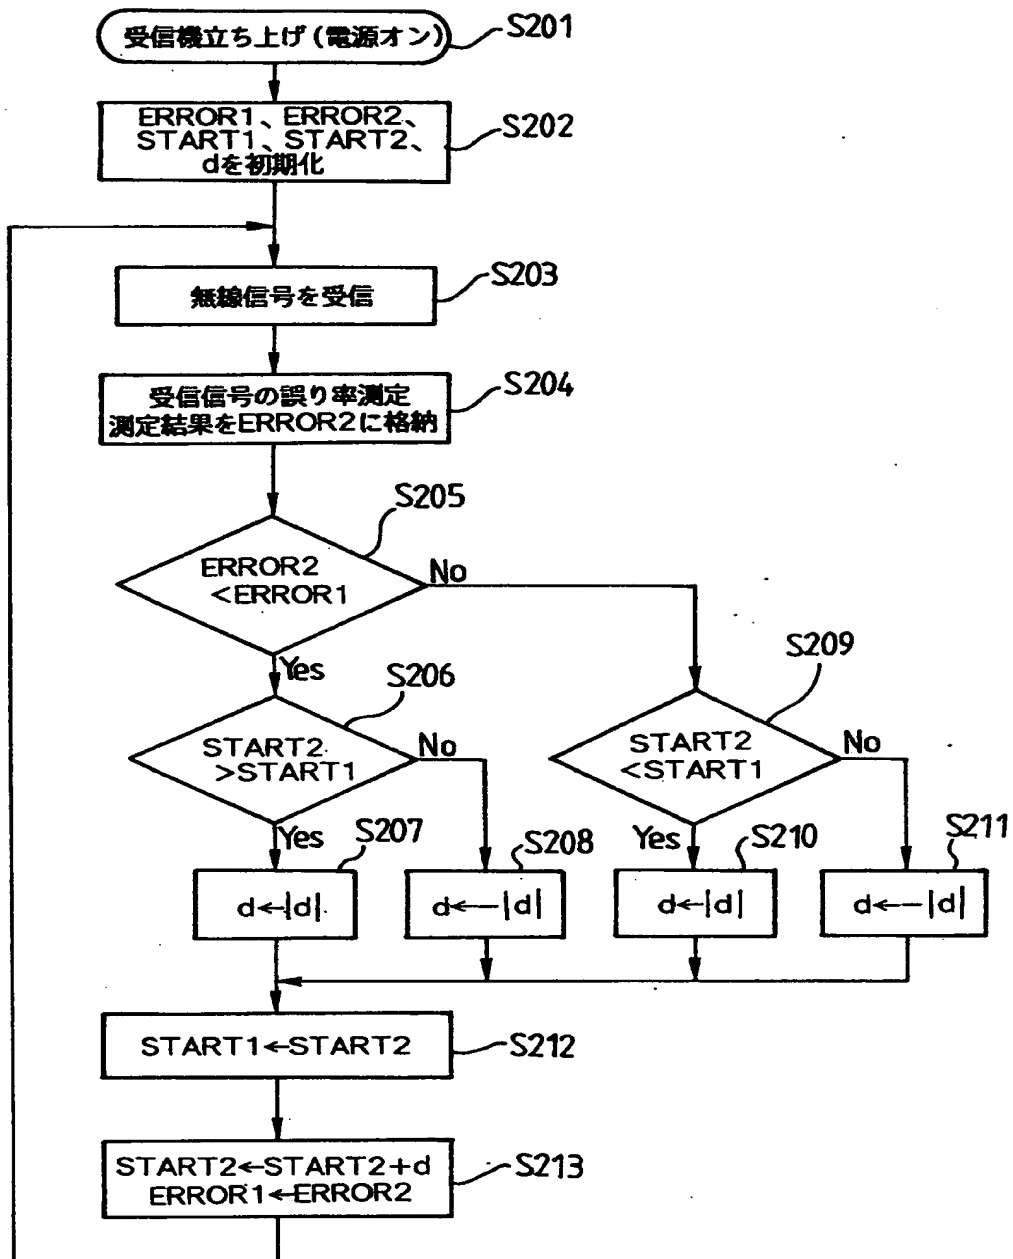 受信機立ち上げ(電源オン)
S201
ERROR1、ERROR2、
START1、START2、
dを初期化
S202
無線信号を受信
S203
受信信号の誤り率測定
測定結果をERROR2に格納
S204
S205
ERROR2
<ERROR1
No
Yes
S206
START2
>START1
No
S209
START2
<START1
No
Yes
S207
d←|d|
S208
d←−|d|
Yes
S210
d←|d|
S211
d←−|d|
START1←START2
S212
START2←START2+d
ERROR1←ERROR2
S213